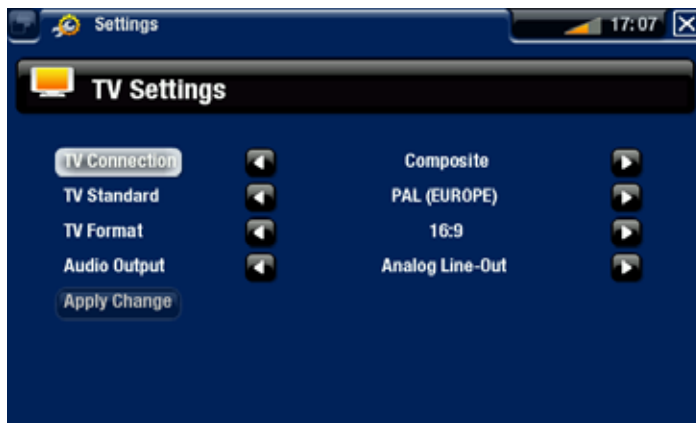 Settings 17:07
TV Settings
TV Connection Composite
TV Standard PAL (EUROPE)
TV Format 16:9
Audio Output Analog Line-Out
Apply Change